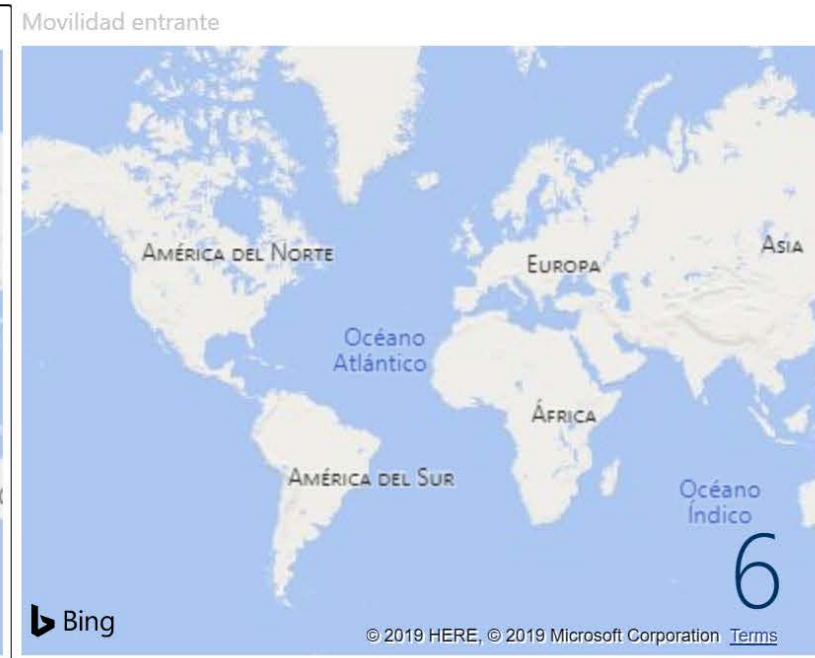 Movilidad entrante
AMÉRICA DEL NORTE
EUROPA
ASIA
Océano
Atlántico
ÁFRICA
AMÉRICA DEL SUR
Océano
Índico
6
Bing
© 2019 HERE, © 2019 Microsoft Corporation Terms